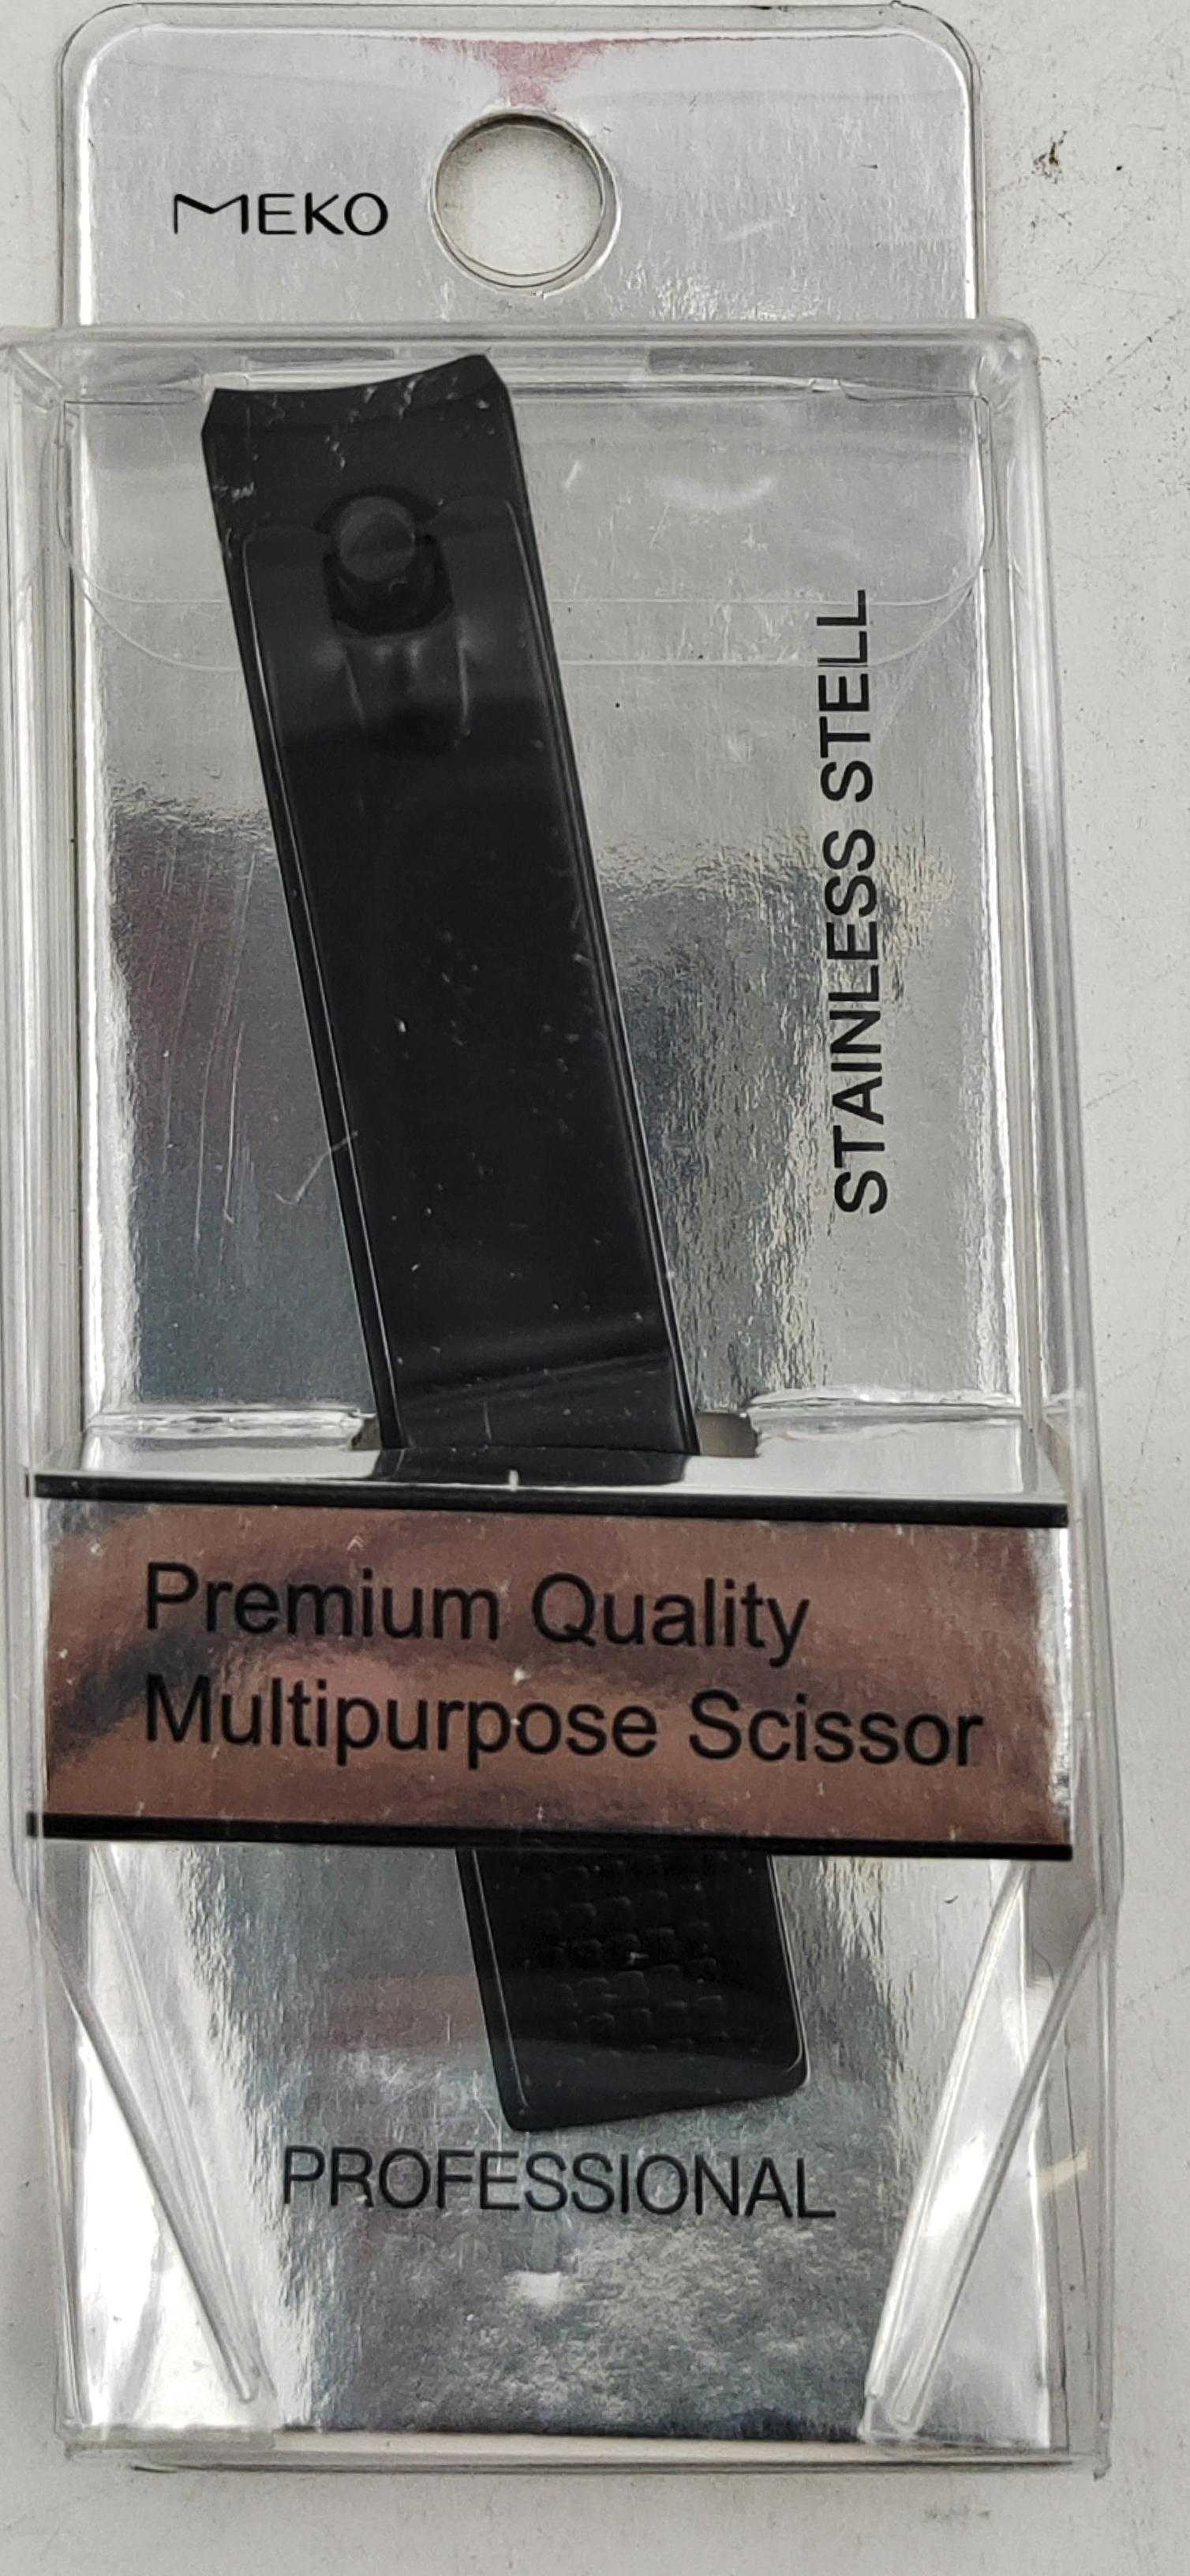 MEKO
STAINLESS STELL
Premium Quality
Multipurpose Scissor
PROFESSIONAL